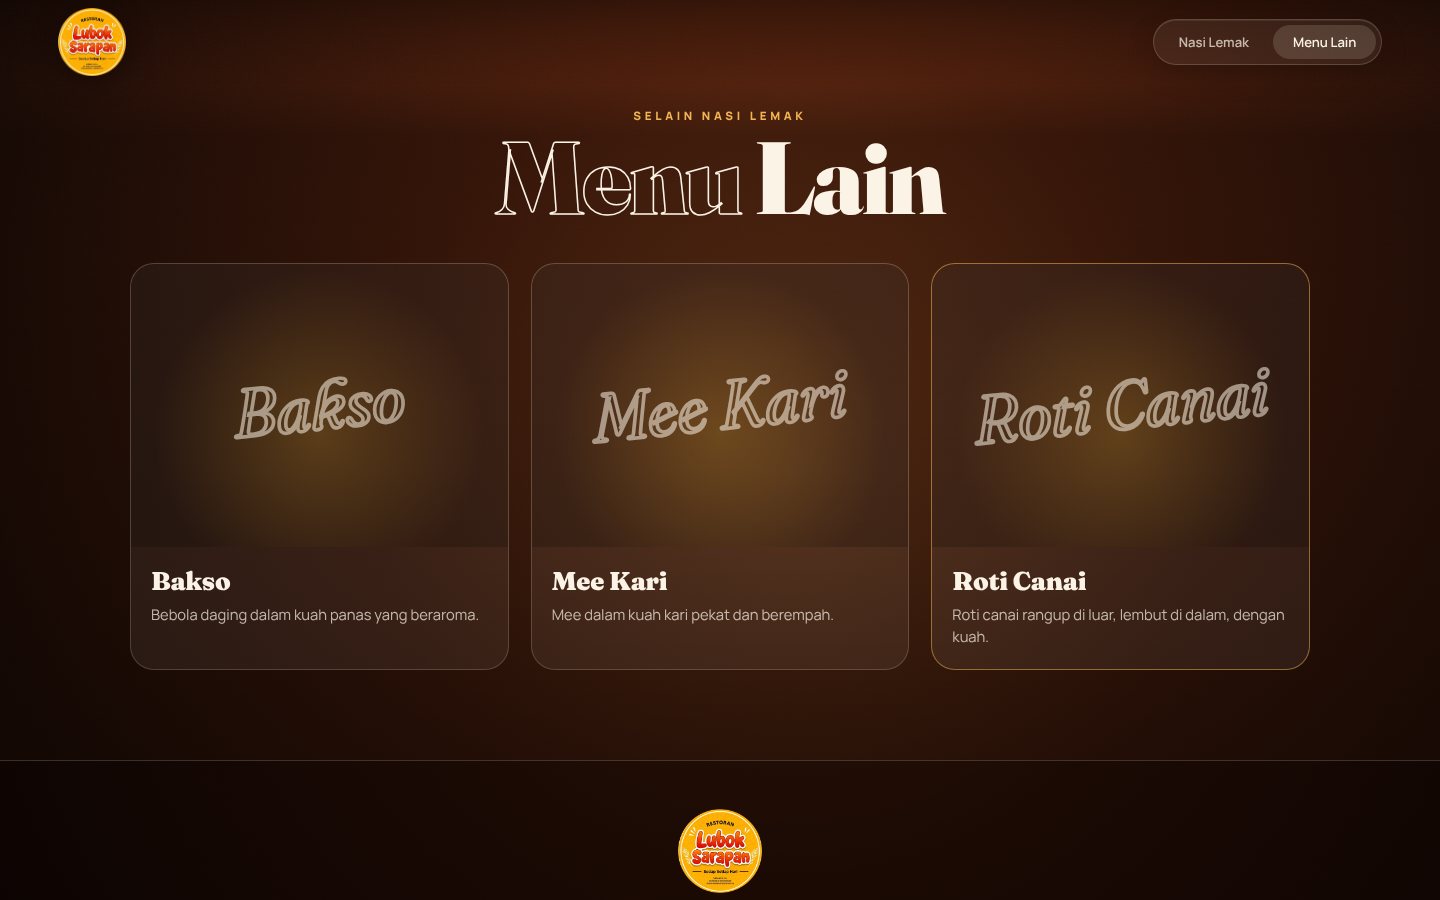 RESTORAN
Lubok
Sarapan
Nasi Lemak
Menu Lain
SELAIN NASI LEMAK
Menu Lain
Bakso
Mee Kari
Roti Canai
Bakso
Bebola daging dalam kuah panas yang beraroma.
Mee Kari
Mee dalam kuah kari pekat dan berempah.
Roti Canai
Roti canai rangup di luar, lembut di dalam, dengan
kuah.
RESTORAN
Lubok
Sarapan